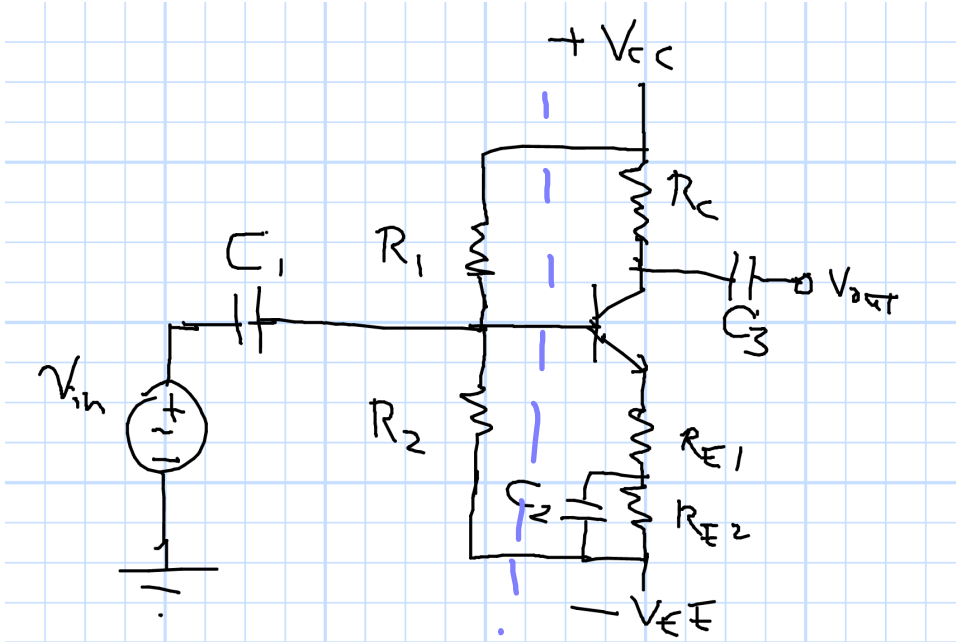 + Vcc
RC
R1
C1
Vout
C3
Vin
+
~
−
R2
RE1
C2
RE2
− VEE